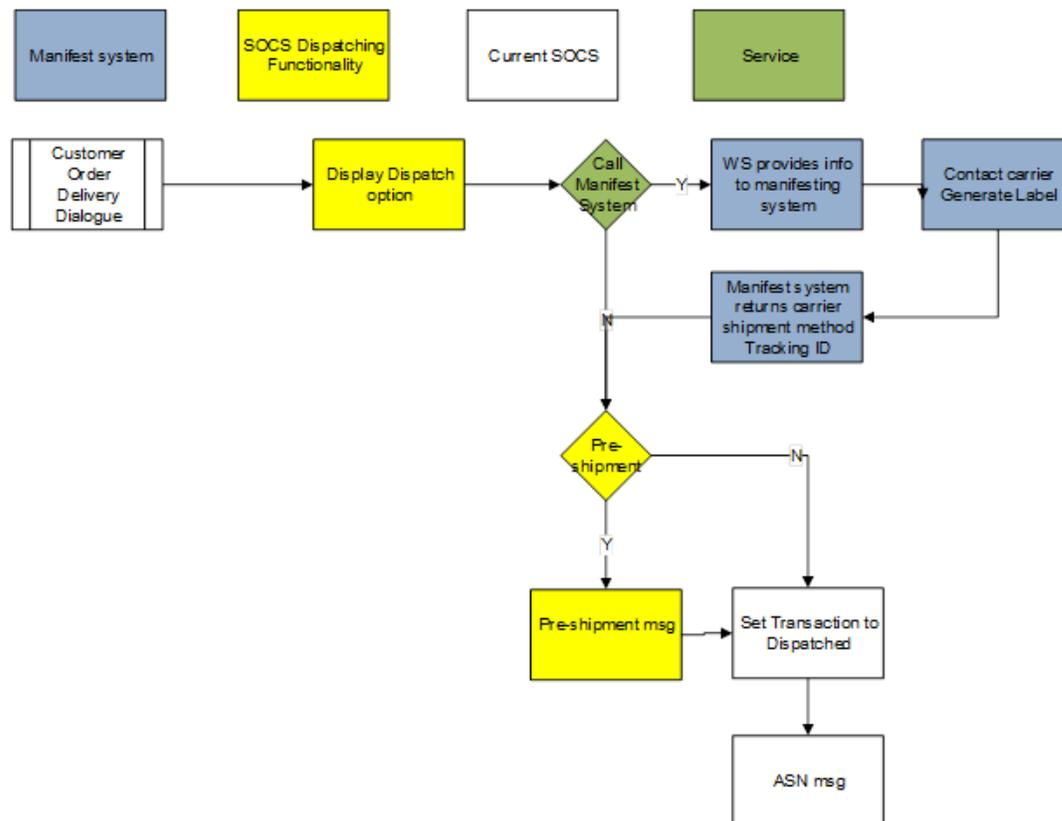 Manifest system
SOCS Dispatching
Functionality
Current SOCS
Service
Customer
Order
Delivery
Dialogue
Display Dispatch
option
Call
Manifest
System
Y
WS provides info
to manifesting
system
Contact carrier
Generate Label
Manifest system
returns carrier
shipment method
Tracking ID
N
Pre-
shipment
N
Y
Pre-shipment msg
Set Transaction to
Dispatched
ASN msg